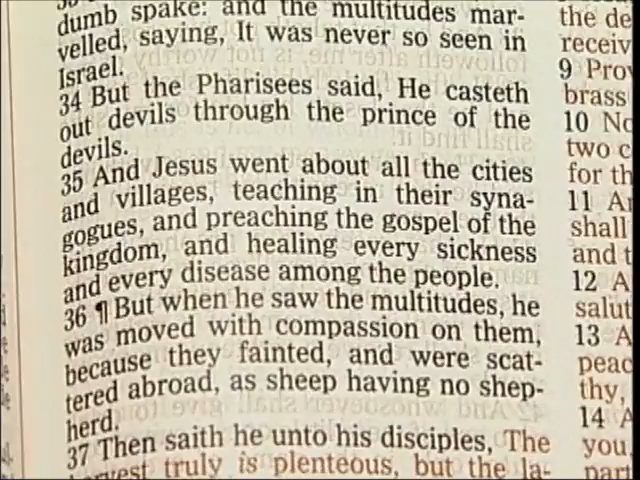 dumb spake: and the multitudes mar-
velled, saying, It was never so seen in
Israel.
34 But the Pharisees said, He casteth
out devils through the prince of the
devils.
35 And Jesus went about all the cities
and villages, teaching in their syna-
gogues, and preaching the gospel of the
kingdom, and healing every sickness
and every disease among the people.
36 ¶ But when he saw the multitudes, he
was moved with compassion on them,
because they fainted, and were scat-
tered abroad, as sheep having no shep-
herd.
37 Then saith he unto his disciples, The
truly is plenteous, but the la-
the de
receiv
9 Prov
brass
10 No
two c
for th
11 An
shall
and t
12 A
salut
13 A
peac
thy,
14 A
you,
part